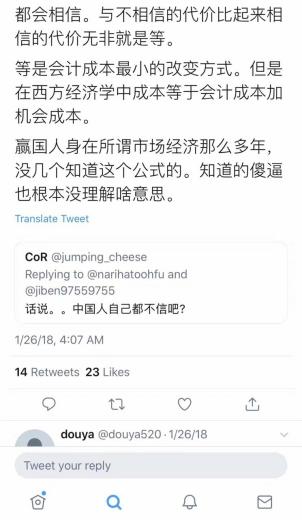 都会相信。与不相信的代价比起来相
信的代价无非就是等。
等是会计成本最小的改变方式。但是
在西方经济学中成本等于会计成本加
机会成本。
赢国人身在所谓市场经济那么多年，
没几个知道这个公式的。知道的傻逼
也根本没理解啥意思。
Translate Tweet
CoR @jumping_cheese
Replying to @narihatoohfu and
@jiben97559755
话说。。中国人自己都不信吧?
1/26/18, 4:07 AM
14 Retweets 23 Likes
douya @douya520 · 1/26/18
Tweet your reply